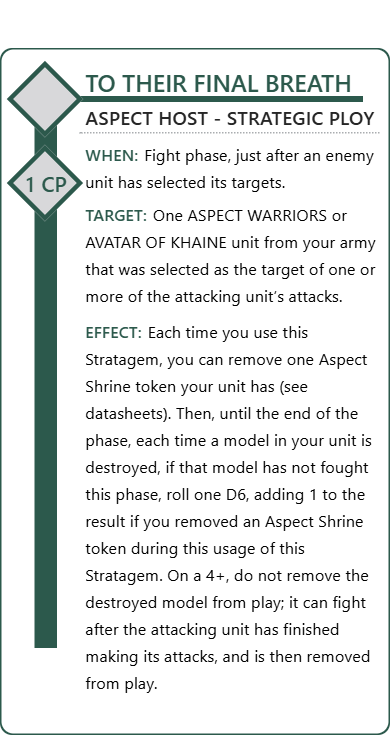 TO THEIR FINAL BREATH
ASPECT HOST - STRATEGIC PLOY
1 CP
WHEN: Fight phase, just after an enemy
unit has selected its targets.
TARGET: One ASPECT WARRIORS or
AVATAR OF KHAINE unit from your army
that was selected as the target of one or
more of the attacking unit's attacks.
EFFECT: Each time you use this
Stratagem, you can remove one Aspect
Shrine token your unit has (see
datasheets). Then, until the end of the
phase, each time a model in your unit is
destroyed, if that model has not fought
this phase, roll one D6, adding 1 to the
result if you removed an Aspect Shrine
token during this usage of this
Stratagem. On a 4+, do not remove the
destroyed model from play; it can fight
after the attacking unit has finished
making its attacks, and is then removed
from play.